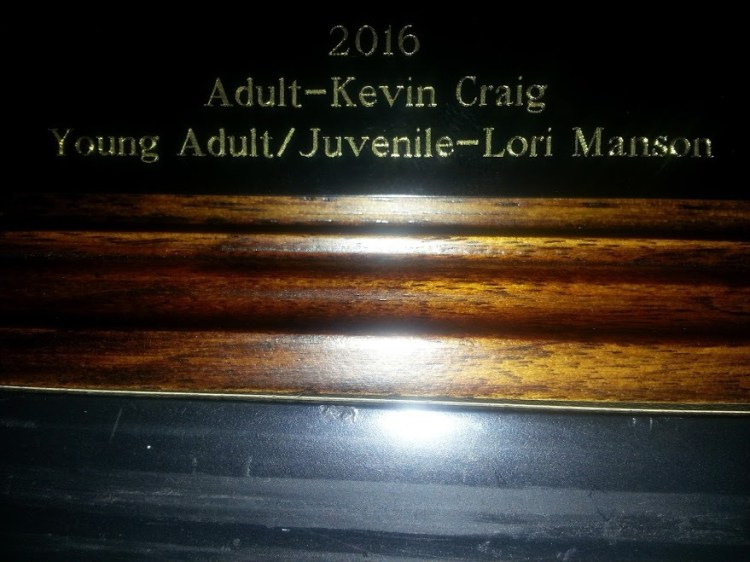 2016
Adult-Kevin Craig
Young Adult/Juvenile-Lori Manson